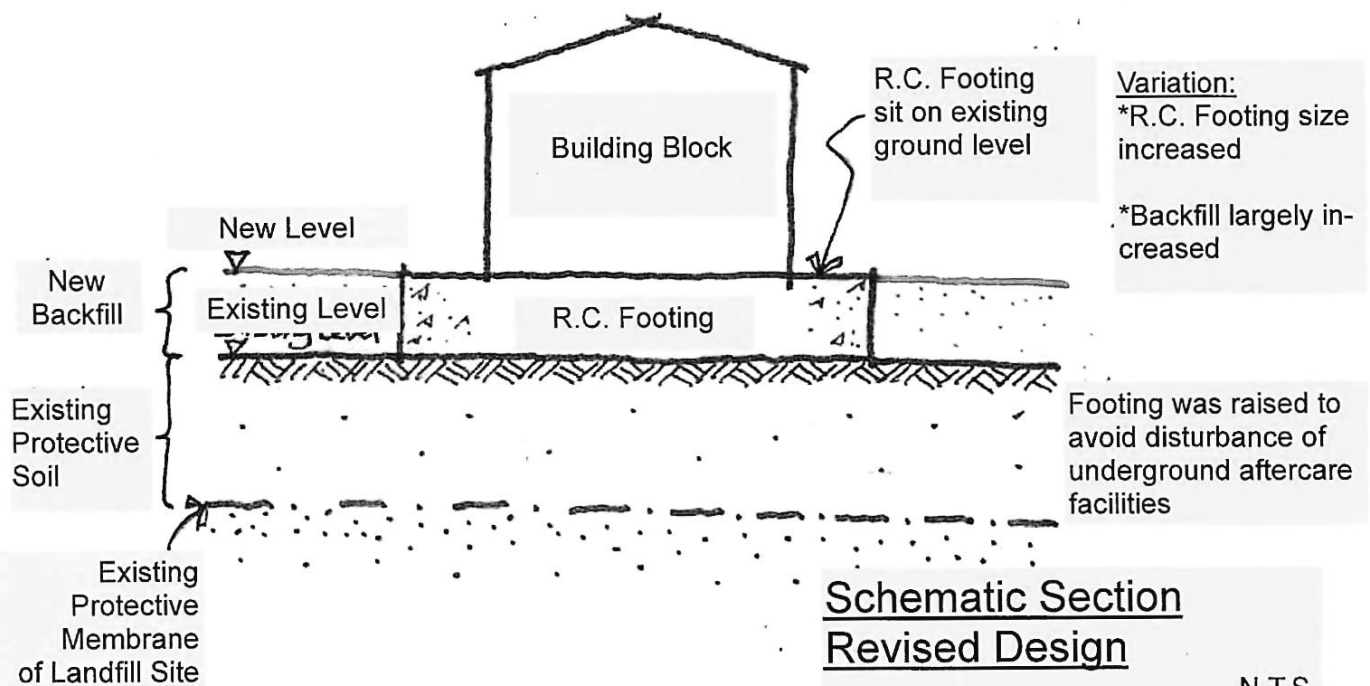 Building Block
R.C. Footing
sit on existing
ground level
Variation:
*R.C. Footing size
increased
*Backfill largely in-
creased
New Level
New
Backfill
Existing Level
R.C. Footing
Existing
Protective
Soil
Footing was raised to
avoid disturbance of
underground aftercare
facilities
Existing
Protective
Membrane
of Landfill Site
Schematic Section
Revised Design
N.T.S.